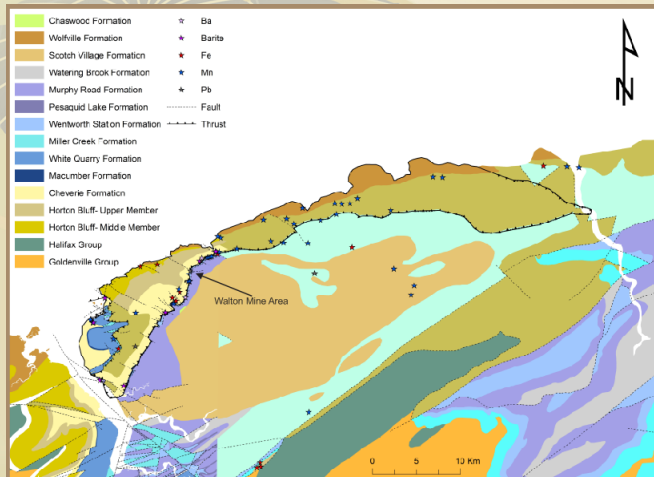 Chaswood Formation
Wolfville Formation
Scotch Village Formation
Watering Brook Formation
Murphy Road Formation
Pesaquid Lake Formation
Wentworth Station Formation
Miller Creek Formation
White Quarry Formation
Macumber Formation
Cheverie Formation
Horton Bluff- Upper Member
Horton Bluff- Middle Member
Halifax Group
Goldenville Group
Ba
Barite
Fe
Mn
Pb
Fault
Thrust
N
Walton Mine Area
0 5 10 Km